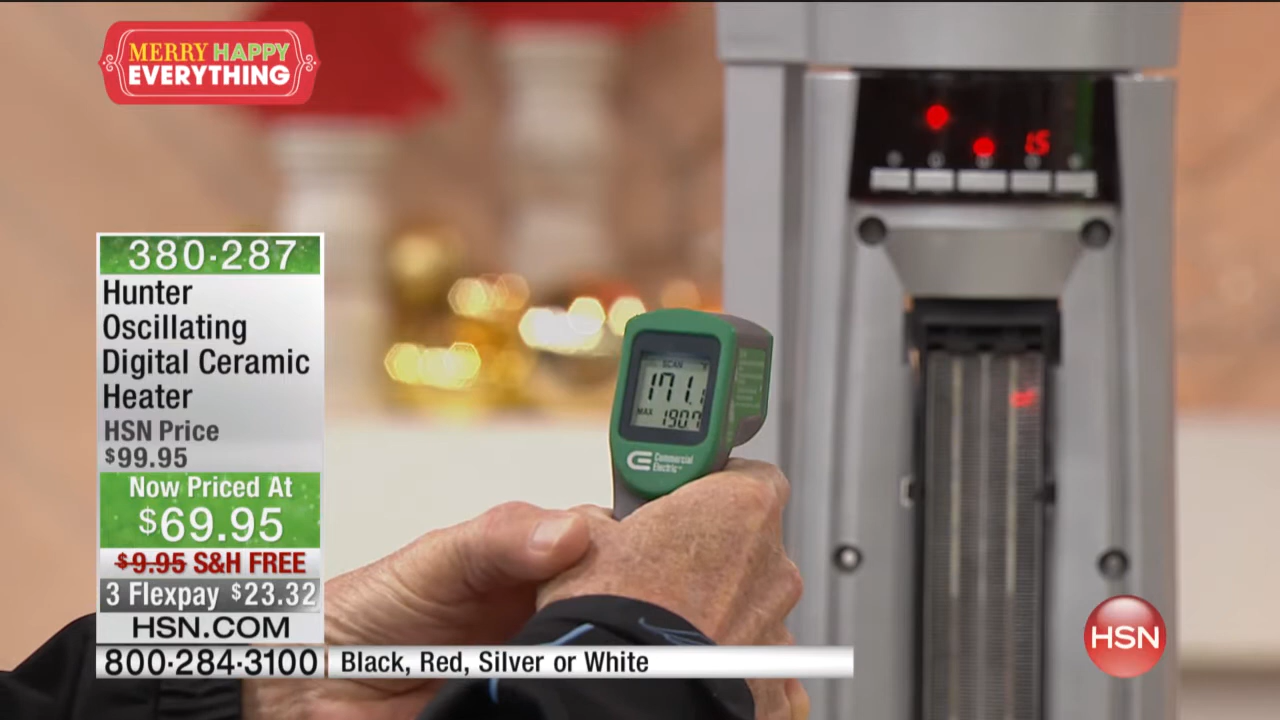 MERRY HAPPY
EVERYTHING
15
380·287
Hunter
Oscillating
Digital Ceramic
Heater
HSN Price
$99.95
Now Priced At
$69.95
$9.95 S&H FREE
3 Flexpay $23.32
HSN.COM
800·284·3100
Black, Red, Silver or White
SCAN
171.1
MAX 190.7
Commercial
Electric
HSN